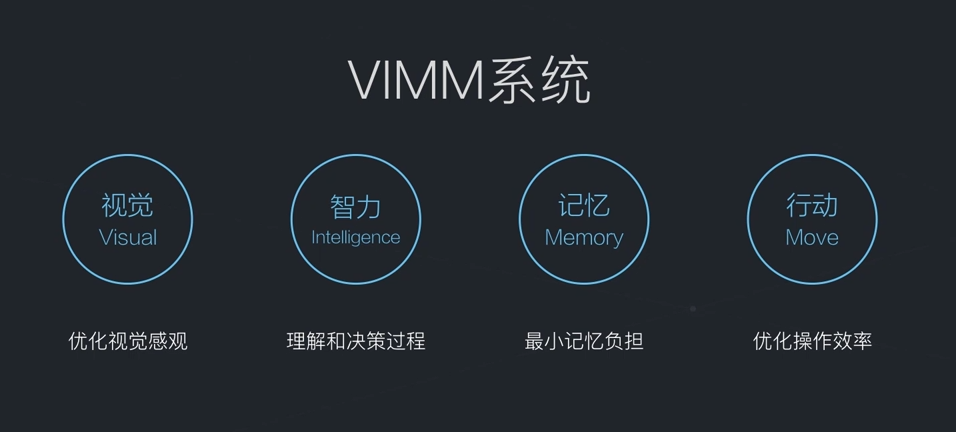 VIMM系统
视觉
Visual
智力
Intelligence
记忆
Memory
行动
Move
优化视觉感观
理解和决策过程
最小记忆负担
优化操作效率